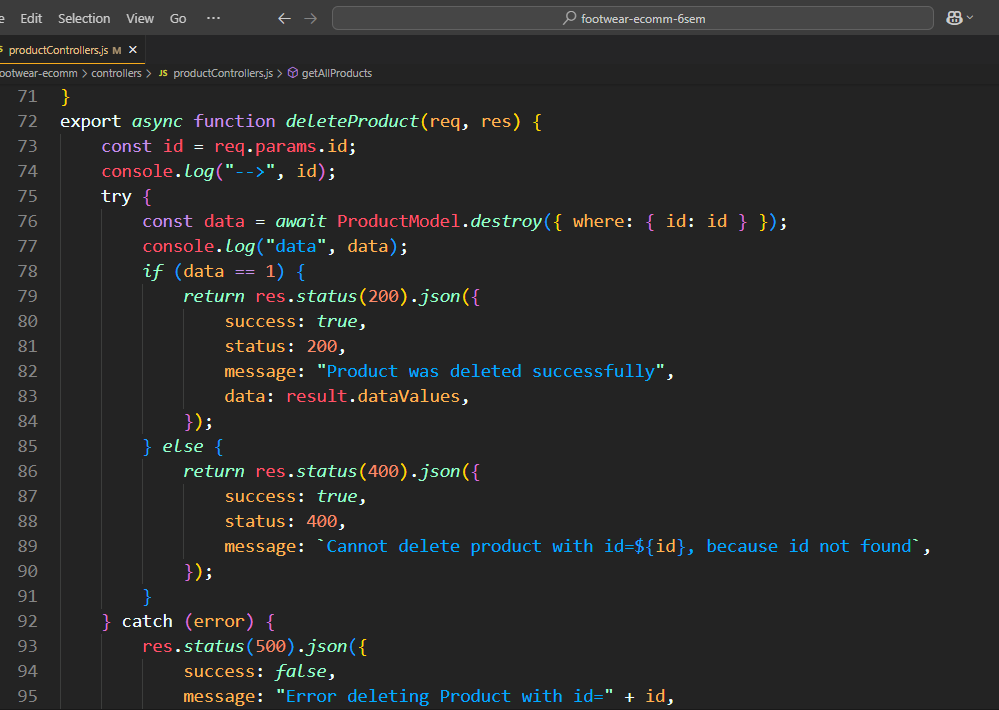 e Edit Selection View Go ... ← → footwear-ecomm-6sem
s productControllers.js M ×
ootwear-ecomm > controllers > JS productControllers.js > getAllProducts
71 }
72 export async function deleteProduct(req, res) {
73 const id = req.params.id;
74 console.log("-->", id);
75 try {
76 const data = await ProductModel.destroy({ where: { id: id } });
77 console.log("data", data);
78 if (data == 1) {
79 return res.status(200).json({
80 success: true,
81 status: 200,
82 message: "Product was deleted successfully",
83 data: result.dataValues,
84 });
85 } else {
86 return res.status(400).json({
87 success: true,
88 status: 400,
89 message: `Cannot delete product with id=${id}, because id not found`,
90 });
91 }
92 } catch (error) {
93 res.status(500).json({
94 success: false,
95 message: "Error deleting Product with id=" + id,